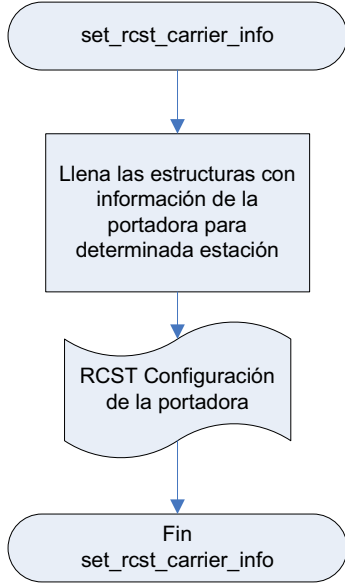 set_rcst_carrier_info
Llena las estructuras con
información de la
portadora para
determinada estación
RCST Configuración
de la portadora
Fin
set_rcst_carrier_info